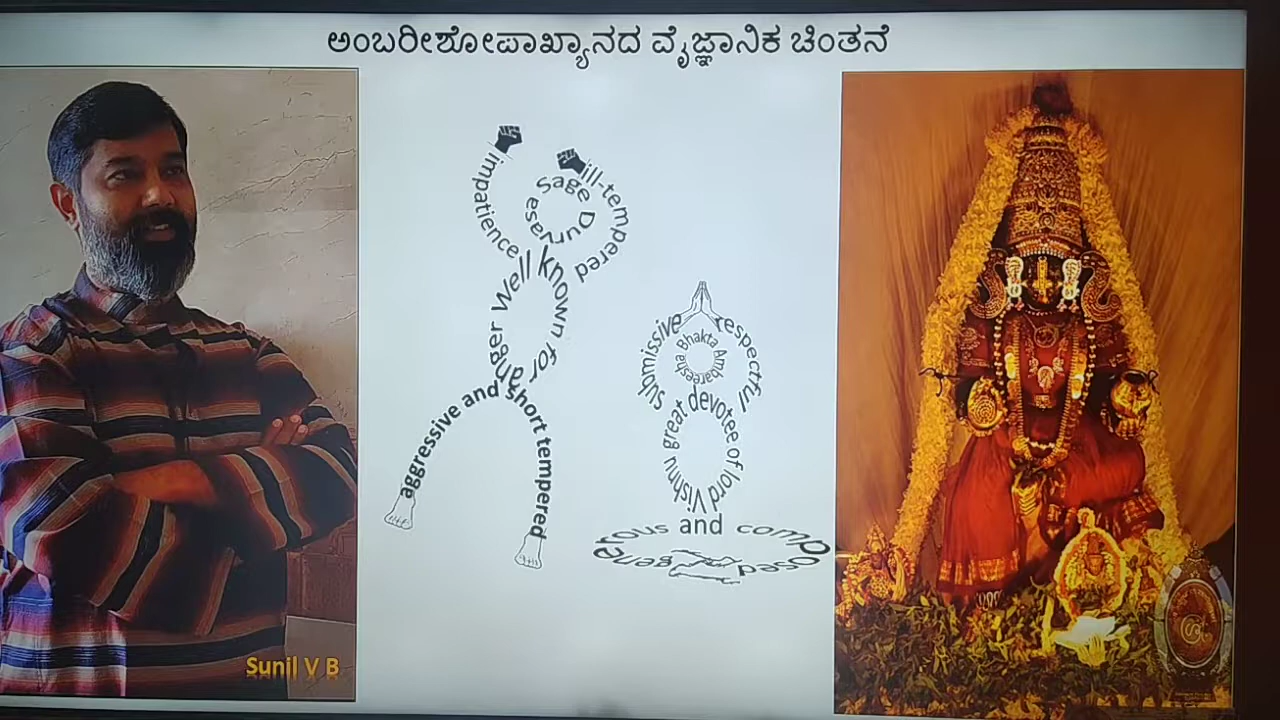 ಅಂಬರೀಶೋಪಾಖ್ಯಾನದ ವೈಜ್ಞಾನಿಕ ಚಿಂತನೆ
impatience
ill-tempered
Sage Durvesa
Well known for anger
aggressive and short tempered
submissive
respectful
Bhakta Ambareesha
great devotee of lord Vishnu
generous and composed
Sunil V B